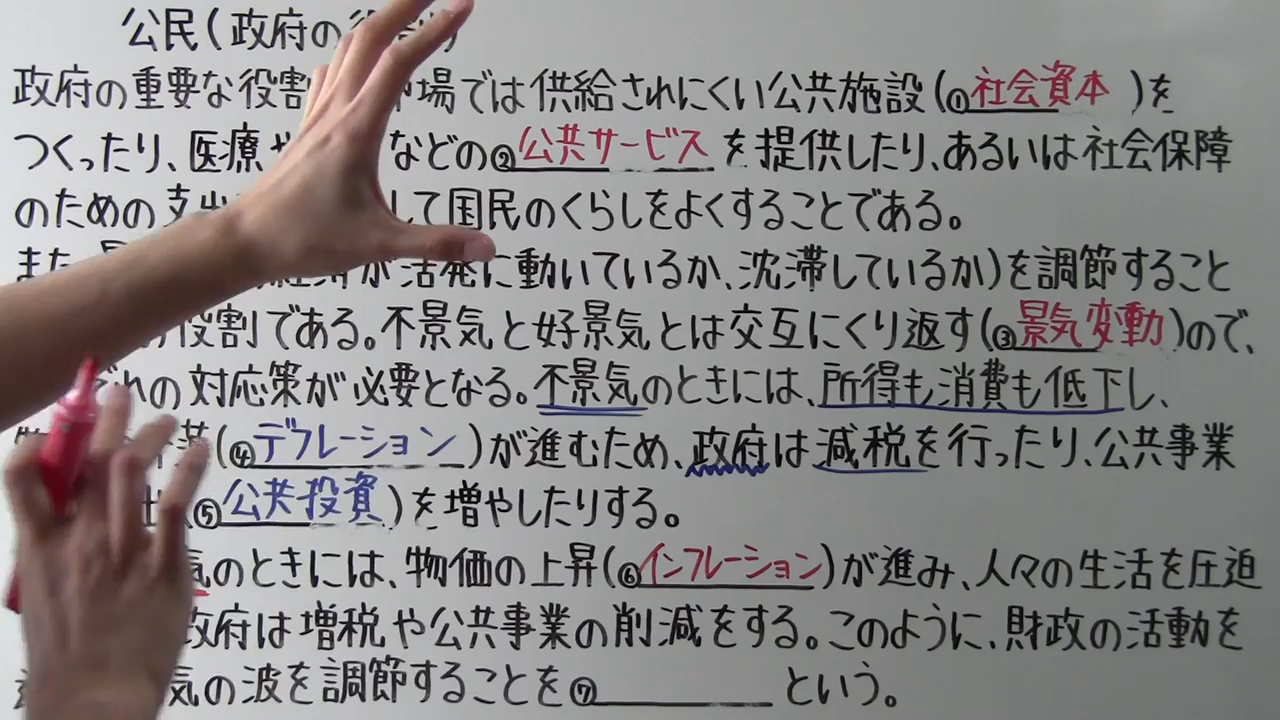 公民(政府の
政府の重要な役割 市場では供給されにくい公共施設(①社会資本)を
つくったり、医療や などの②公共サービスを提供したり、あるいは社会保障
のための支出 して国民のくらしをよくすることである。
また、 が活発に動いているか、沈滞しているか)を調節すること
役割である。不景気と好景気とは交互にくり返す(③景気変動)ので、
れの対応策が必要となる。不景気のときには、所得も消費も低下し、
(④デフレーション)が進むため、政府は減税を行ったり、公共事業
(⑤公共投資)を増やしたりする。
気のときには、物価の上昇(⑥インフレーション)が進み、人々の生活を圧迫
政府は増税や公共事業の削減をする。このように、財政の活動を
気の波を調節することを⑦ という。